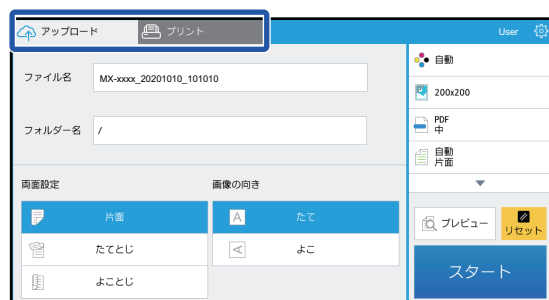 アップロード
プリント
User
ファイル名
MX-xxxx_20201010_101010
フォルダー名
/
両面設定
画像の向き
片面
たてとじ
よことじ
A
たて
A
よこ
自動
200x200
PDF
中
自動
片面
プレビュー
リセット
スタート